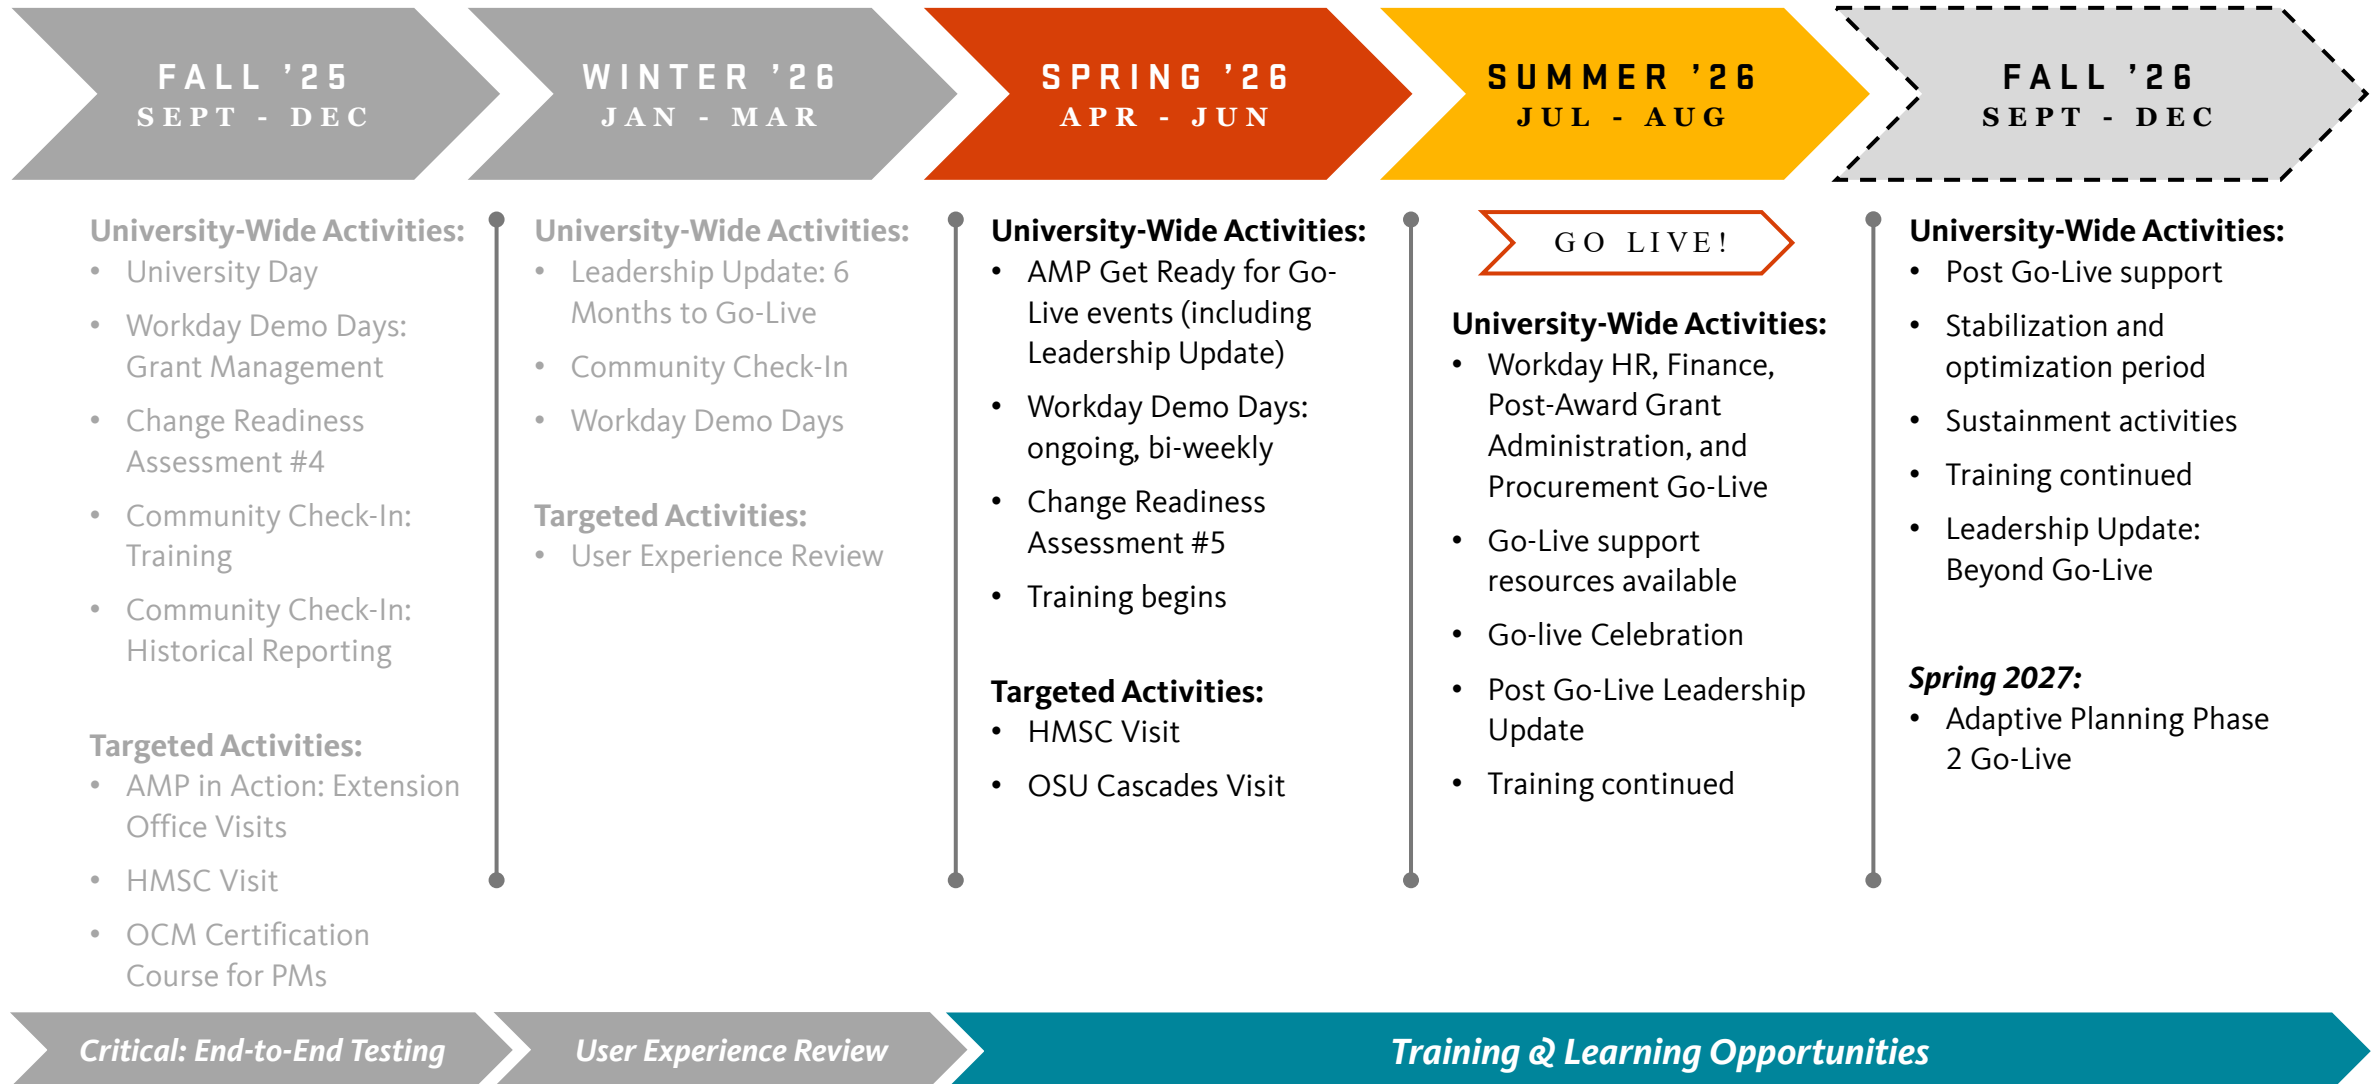 FALL ’25
SEPT - DEC
WINTER ’26
JAN - MAR
SPRING ’26
APR - JUN
SUMMER ’26
JUL - AUG
FALL ’26
SEPT - DEC
University-Wide Activities:
• University Day
• Workday Demo Days:
Grant Management
• Change Readiness
Assessment #4
• Community Check-In:
Training
• Community Check-In:
Historical Reporting
Targeted Activities:
• AMP in Action: Extension
Office Visits
• HMSC Visit
• OCM Certification
Course for PMs
University-Wide Activities:
• Leadership Update: 6
Months to Go-Live
• Community Check-In
• Workday Demo Days
Targeted Activities:
• User Experience Review
University-Wide Activities:
• AMP Get Ready for Go-
Live events (including
Leadership Update)
• Workday Demo Days:
ongoing, bi-weekly
• Change Readiness
Assessment #5
• Training begins
Targeted Activities:
• HMSC Visit
• OSU Cascades Visit
GO LIVE!
University-Wide Activities:
• Workday HR, Finance,
Post-Award Grant
Administration, and
Procurement Go-Live
• Go-Live support
resources available
• Go-live Celebration
• Post Go-Live Leadership
Update
• Training continued
University-Wide Activities:
• Post Go-Live support
• Stabilization and
optimization period
• Sustainment activities
• Training continued
• Leadership Update:
Beyond Go-Live
Spring 2027:
• Adaptive Planning Phase
2 Go-Live
Critical: End-to-End Testing
User Experience Review
Training & Learning Opportunities